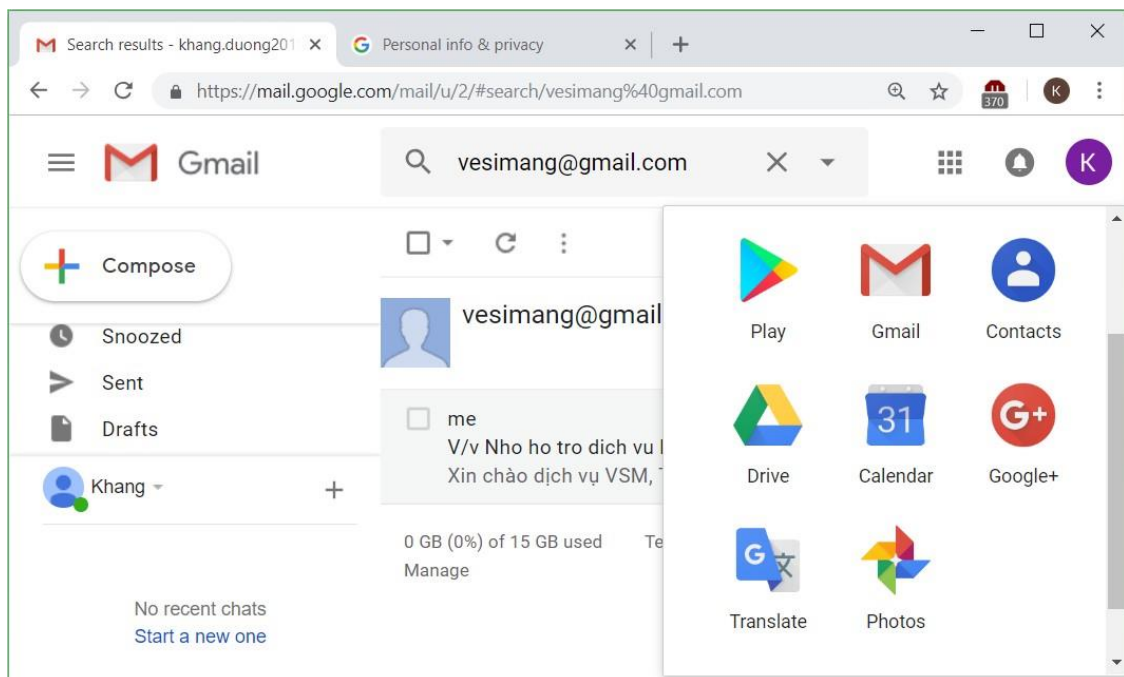 Search results - khang.duong201
Personal info & privacy
https://mail.google.com/mail/u/2/#search/vesimang%40gmail.com
370
K
Gmail
vesimang@gmail.com
K
Compose
Snoozed
Sent
Drafts
Khang
No recent chats
Start a new one
vesimang@gmail
me
V/v Nho ho tro dich vu
Xin chào dịch vụ VSM,
0 GB (0%) of 15 GB used
Manage
Play
Gmail
Contacts
31
G+
Drive
Calendar
Google+
G 文
Translate
Photos